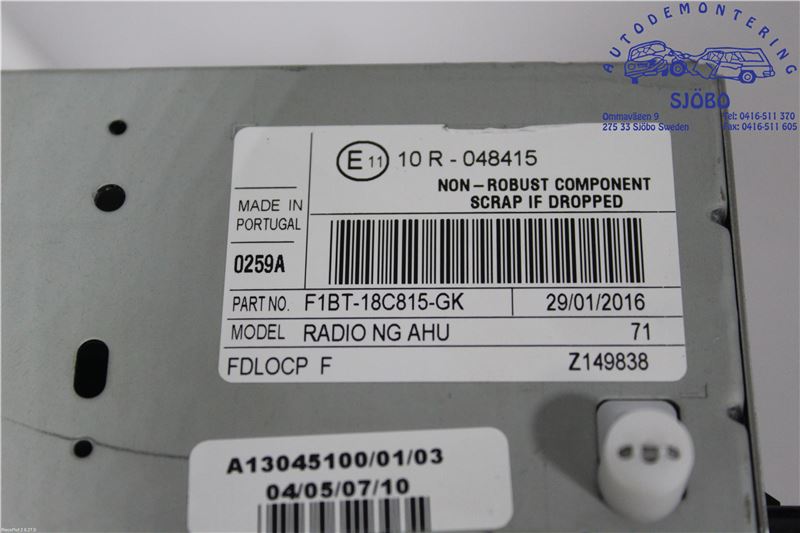 AUTODEMONTERING
SJÖBO
Ommavägen 9
275 33 Sjöbo Sweden
Tel: 0416-511 370
Fax: 0416-511 605
E 11 10 R - 048415
NON-ROBUST COMPONENT
SCRAP IF DROPPED
MADE IN
PORTUGAL
0259A
PART NO. F1BT-18C815-GK 29/01/2016
MODEL RADIO NG AHU 71
FDLOCP F Z149838
A13045100/01/03
04/05/07/10